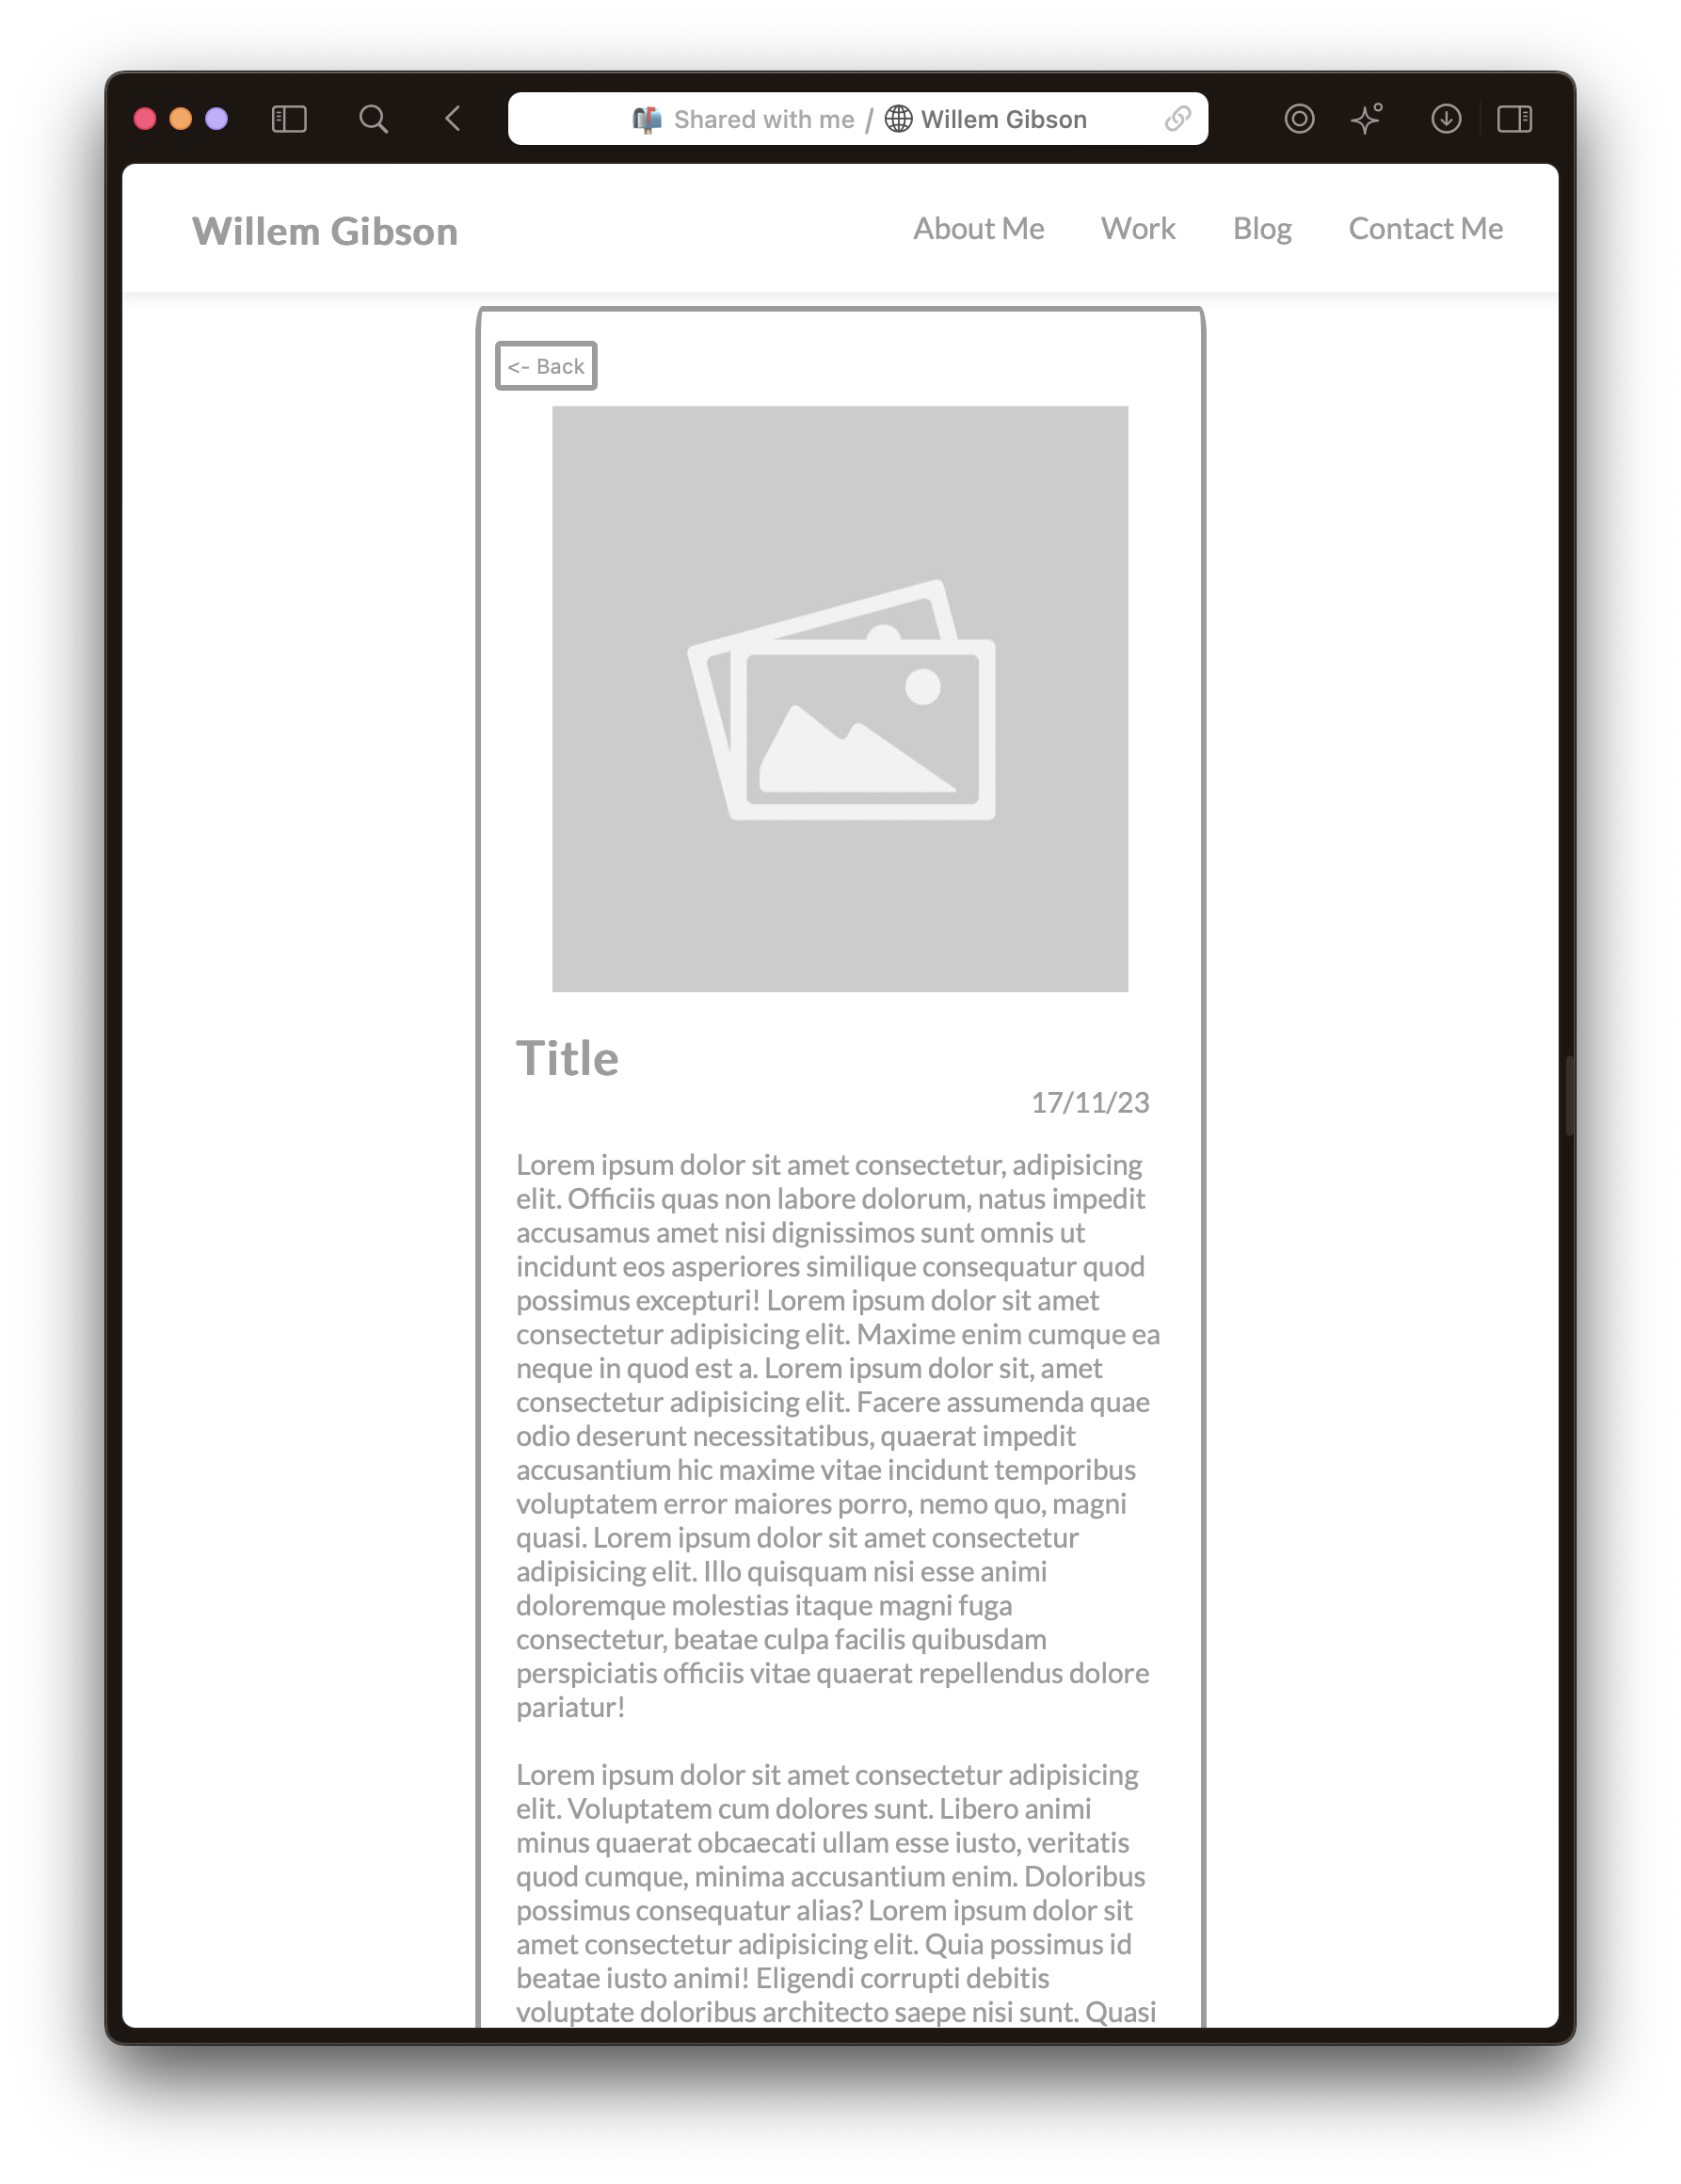 Shared with me / Willem Gibson
Willem Gibson
About Me Work Blog Contact Me
<- Back
Title
17/11/23
Lorem ipsum dolor sit amet consectetur, adipisicing
elit. Officiis quas non labore dolorum, natus impedit
accusamus amet nisi dignissimos sunt omnis ut
incidunt eos asperiores similique consequatur quod
possimus excepturi! Lorem ipsum dolor sit amet
consectetur adipisicing elit. Maxime enim cumque ea
neque in quod est a. Lorem ipsum dolor sit, amet
consectetur adipisicing elit. Facere assumenda quae
odio deserunt necessitatibus, quaerat impedit
accusantium hic maxime vitae incidunt temporibus
voluptatem error maiores porro, nemo quo, magni
quasi. Lorem ipsum dolor sit amet consectetur
adipisicing elit. Illo quisquam nisi esse animi
doloremque molestias itaque magni fuga
consectetur, beatae culpa facilis quibusdam
perspiciatis officiis vitae quaerat repellendus dolore
pariatur!
Lorem ipsum dolor sit amet consectetur adipisicing
elit. Voluptatem cum dolores sunt. Libero animi
minus quaerat obcaecati ullam esse iusto, veritatis
quod cumque, minima accusantium enim. Doloribus
possimus consequatur alias? Lorem ipsum dolor sit
amet consectetur adipisicing elit. Quia possimus id
beatae iusto animi! Eligendi corrupti debitis
voluptate doloribus architecto saepe nisi sunt. Quasi